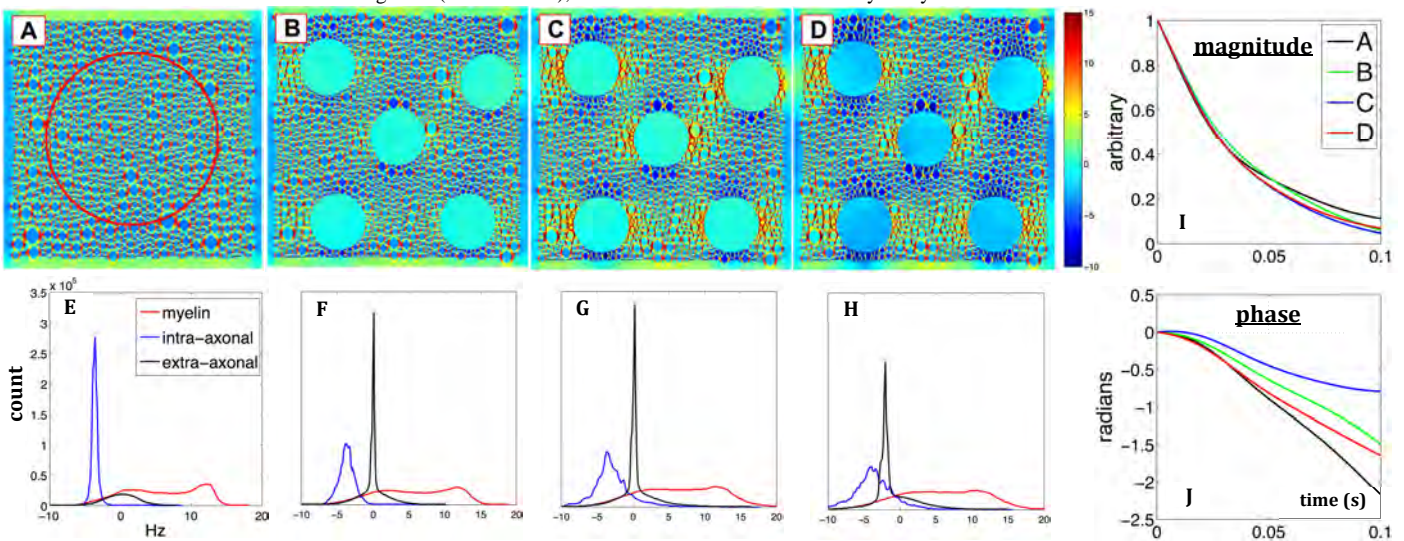 A
B
C
D
15
10
5
0
-5
-10
1
0.8
0.6
0.4
0.2
0
arbitrary
magnitude
A
B
C
D
I
0.05
0.1
3.5 x 10⁵
3
2.5
2
1.5
1
0.5
0
count
E
myelin
intra-axonal
extra-axonal
-10 0 10 20
Hz
F
-10 -5 0 5 10 15 20
G
-10 -5 0 5 10 15 20
H
-10 -5 0 5 10 15 20
0.5
0
-0.5
-1
-1.5
-2
-2.5
radians
phase
J
time (s)
0
0.05
0.1